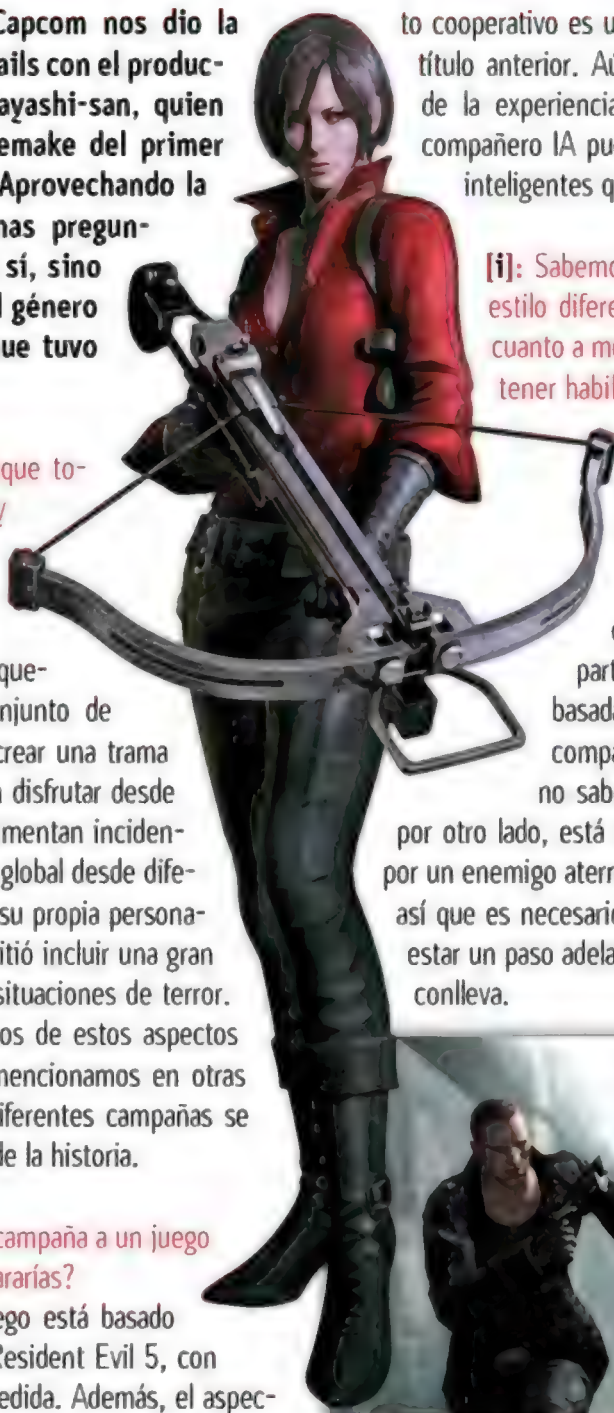 Capcom nos dio la
ails con el produc-
ayashi-san, quien
emake del primer
Aprovechando la
nas pregun-
sí, sino
l género
ue tuvo
que to-
y
que-
njunto de
crear una trama
disfrutar desde
mentan inciden-
global desde dife-
su propia persona-
itió incluir una gran
situaciones de terror.
os de estos aspectos
mencionamos en otras
iferentes campañas se
de la historia.
campaña a un juego
ararías?
ego está basado
Resident Evil 5, con
edida. Además, el aspec-
to cooperativo es u
título anterior. Aú
de la experiencia
compañero IA pu
inteligentes q
[i]: Sabemo
estilo difere
cuanto a m
tener habil
part
basada
compa
no sab
por otro lado, está
por un enemigo aterr
así que es necesario
estar un paso adela
conlleva.